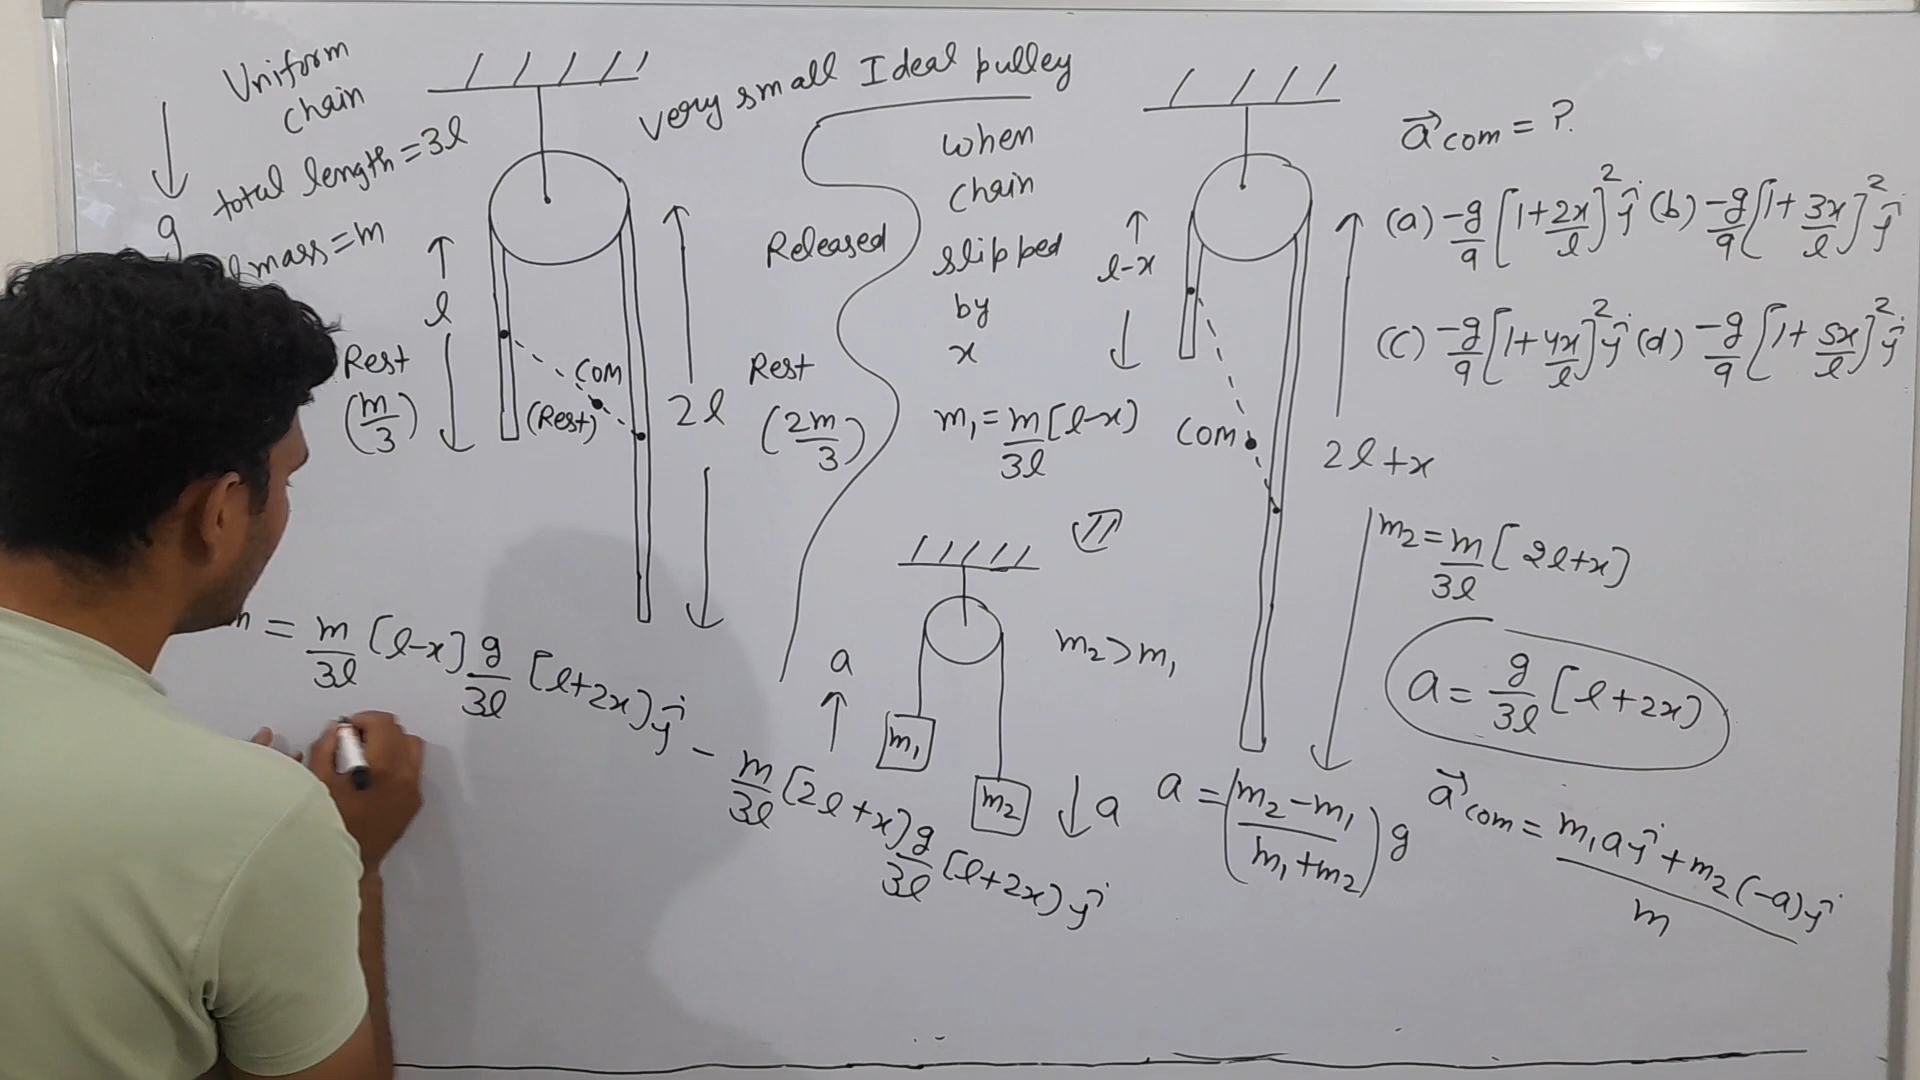 Uniform
chain
total length = 3l
mass = m
g
l
Rest
(m/3)
COM
(Rest)
2l
Rest
(2m/3)
very small Ideal pulley
Released
when
chain
slipped
by
x
m₁ = m/3l [l-x]
l-x
COM
2l+x
m₂ = m/3l [2l+x]
a⃗com = ?
(a) -g/9 [1+2x/l]² ĵ (b) -g/9 [1+3x/l]² ĵ
(c) -g/9 [1+4x/l]² ĵ (d) -g/9 [1+5x/l]² ĵ
II
m₂ > m₁
a
m₁
m₂
a
a = (m₂-m₁/m₁+m₂) g
a = g/3l [l+2x]
a⃗com = m₁aĵ + m₂(-a)ĵ/m
= m/3l [l-x] g/3l [l+2x] ĵ - m/3l [2l+x] g/3l [l+2x] ĵ